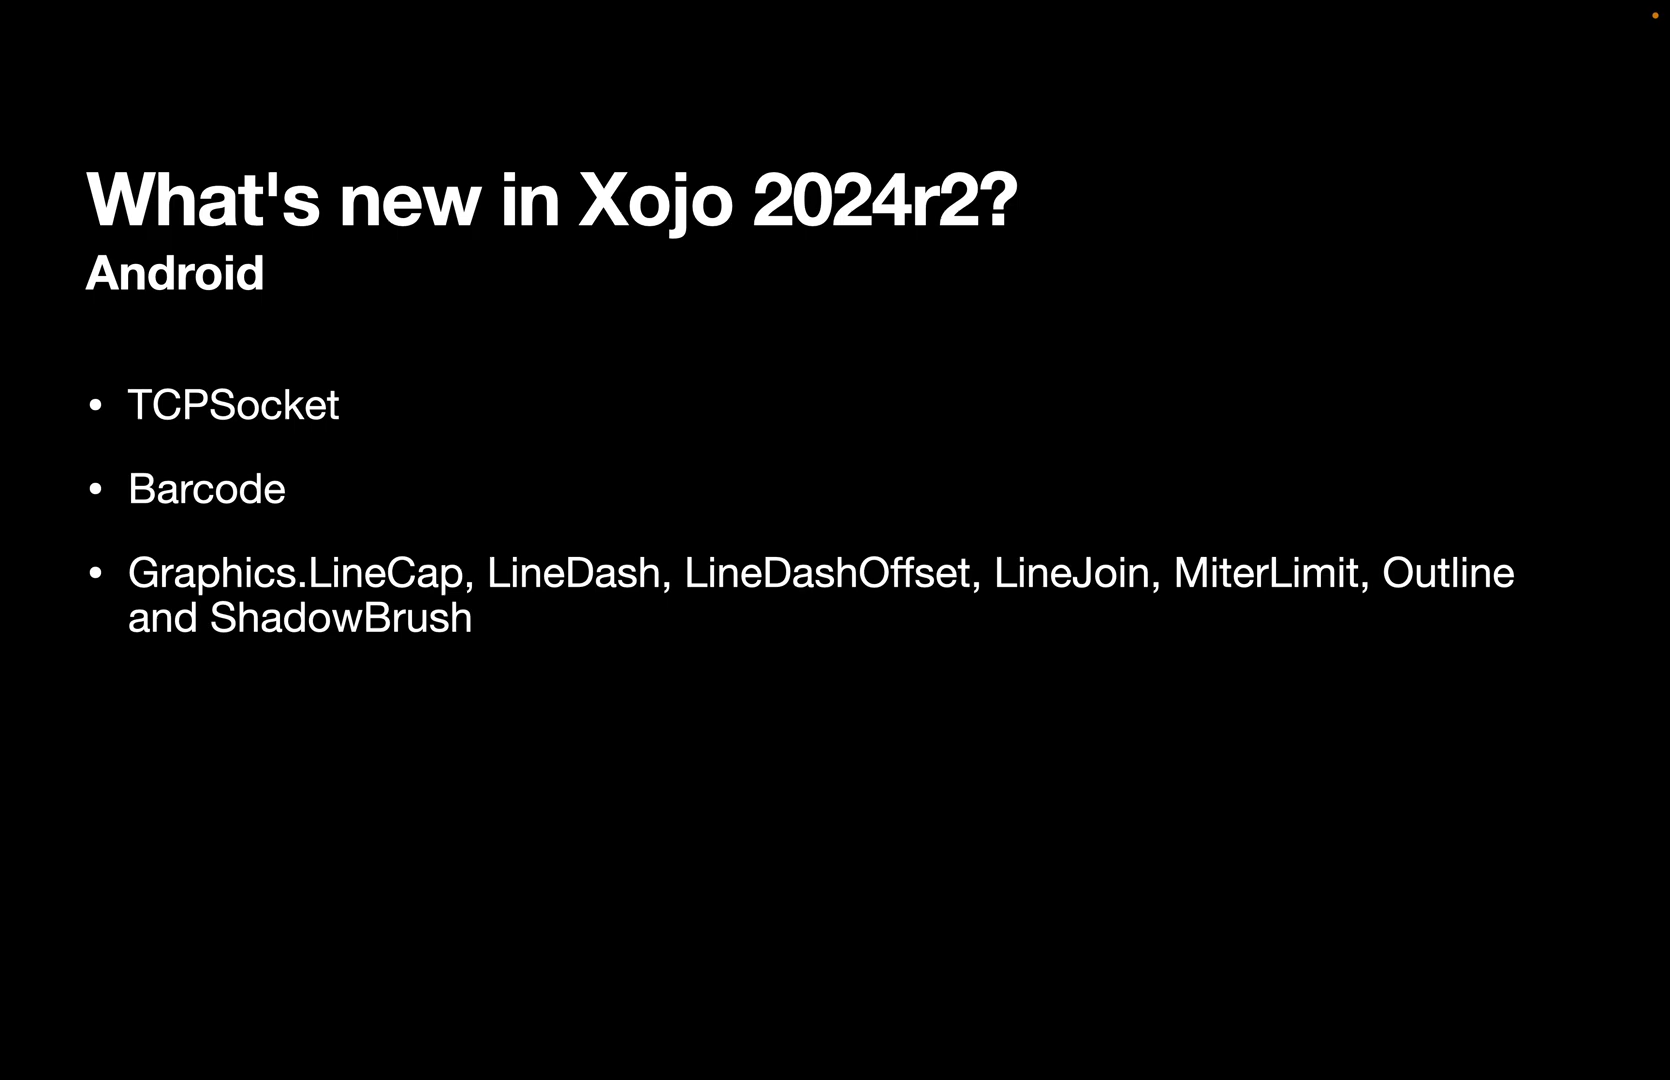 What's new in Xojo 2024r2?
Android
• TCPSocket
• Barcode
• Graphics.LineCap, LineDash, LineDashOffset, LineJoin, MiterLimit, Outline
and ShadowBrush